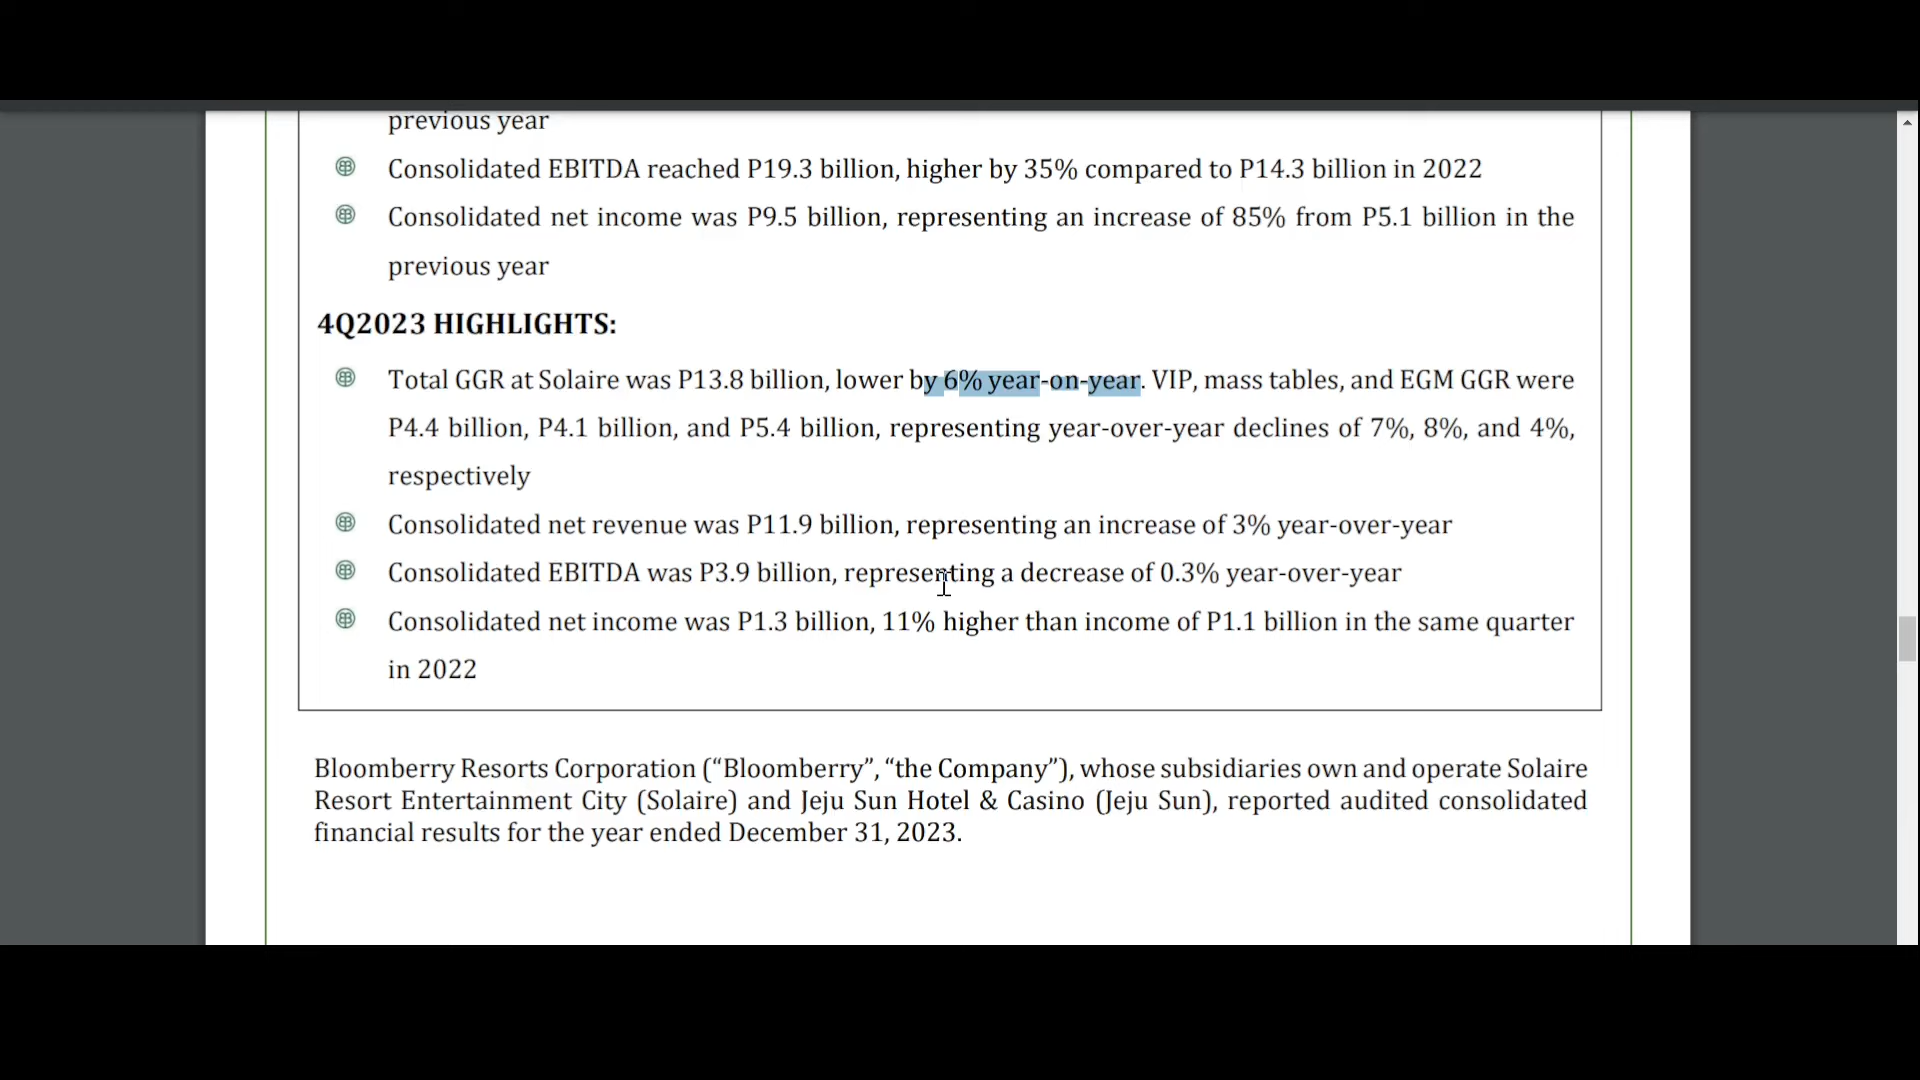 previous year
Consolidated EBITDA reached P19.3 billion, higher by 35% compared to P14.3 billion in 2022
Consolidated net income was P9.5 billion, representing an increase of 85% from P5.1 billion in the
previous year
4Q2023 HIGHLIGHTS:
Total GGR at Solaire was P13.8 billion, lower by 6% year-on-year. VIP, mass tables, and EGM GGR were
P4.4 billion, P4.1 billion, and P5.4 billion, representing year-over-year declines of 7%, 8%, and 4%,
respectively
Consolidated net revenue was P11.9 billion, representing an increase of 3% year-over-year
Consolidated EBITDA was P3.9 billion, representing a decrease of 0.3% year-over-year
Consolidated net income was P1.3 billion, 11% higher than income of P1.1 billion in the same quarter
in 2022
Bloomberry Resorts Corporation (“Bloomberry”, “the Company”), whose subsidiaries own and operate Solaire
Resort Entertainment City (Solaire) and Jeju Sun Hotel & Casino (Jeju Sun), reported audited consolidated
financial results for the year ended December 31, 2023.